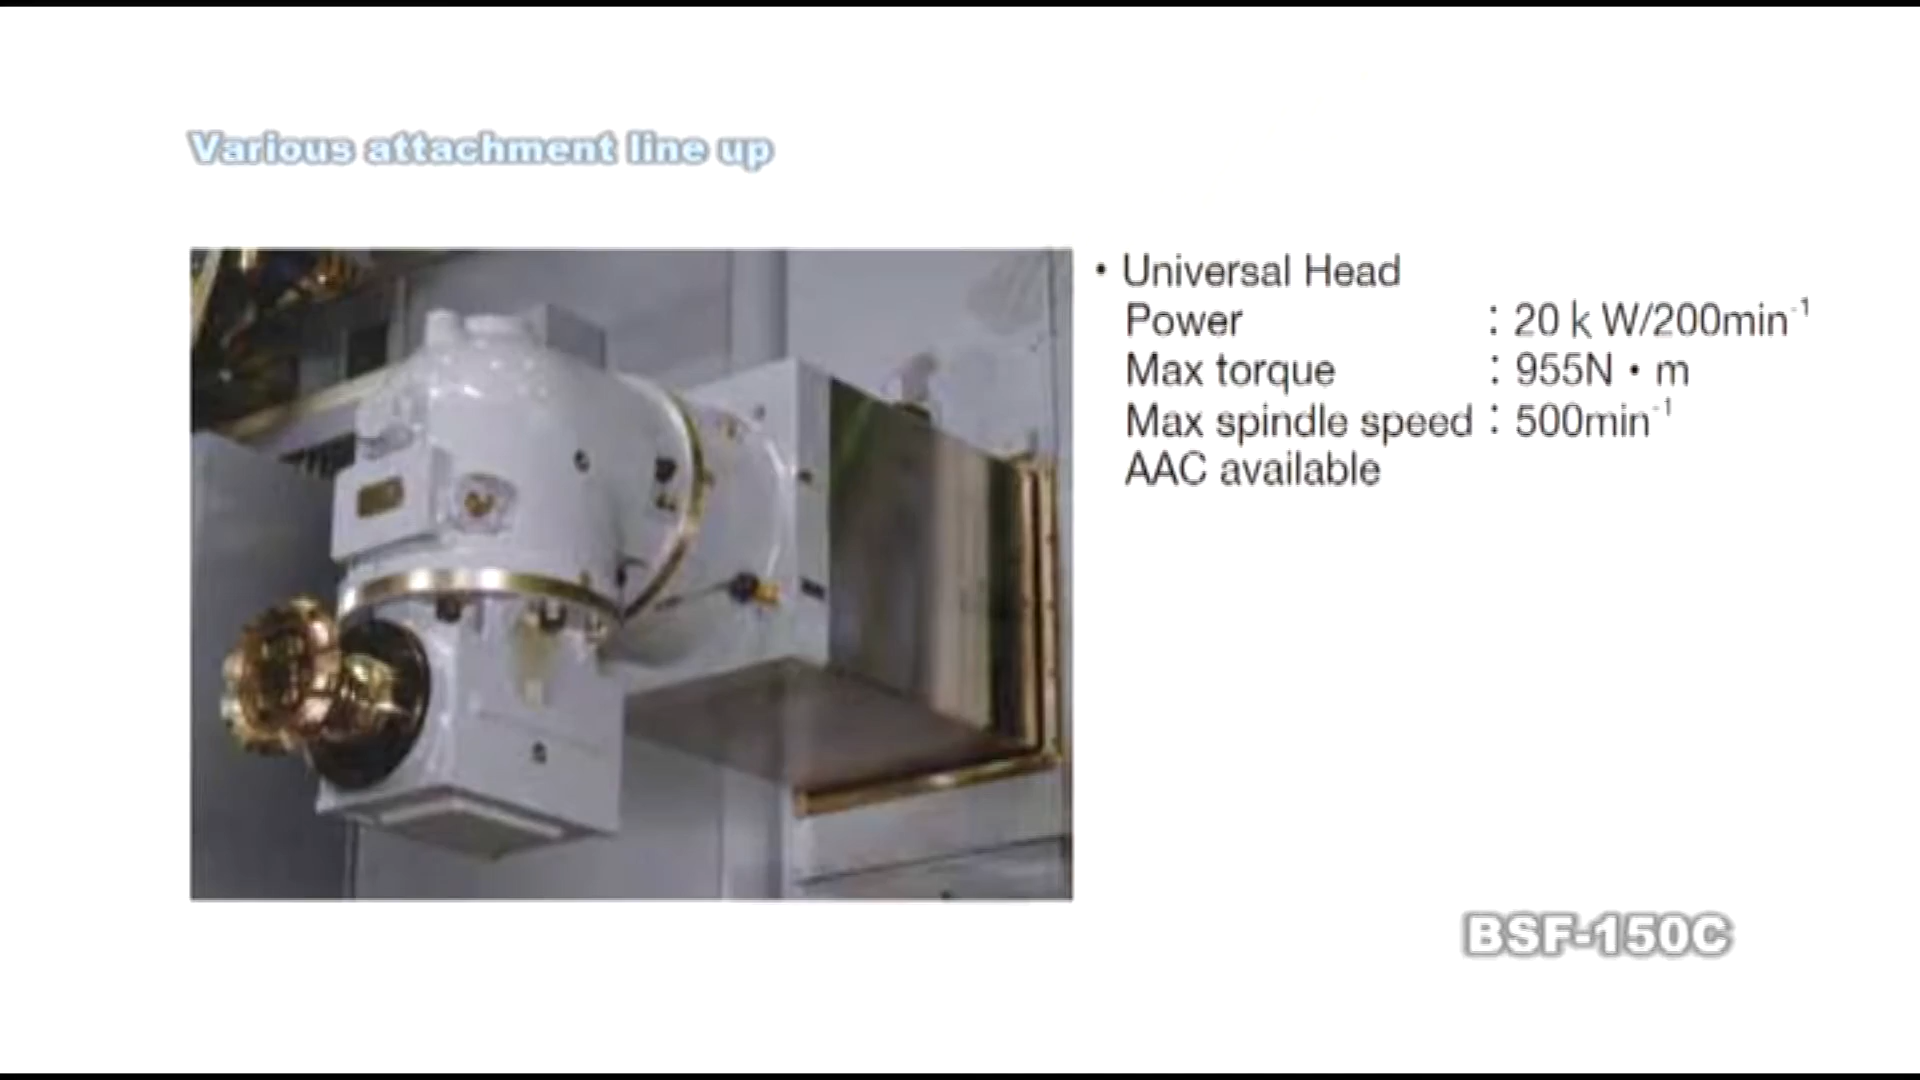 Various attachment line up
・Universal Head
Power : 20 k W/200min⁻¹
Max torque : 955N・m
Max spindle speed : 500min⁻¹
AAC available
BSF-150C